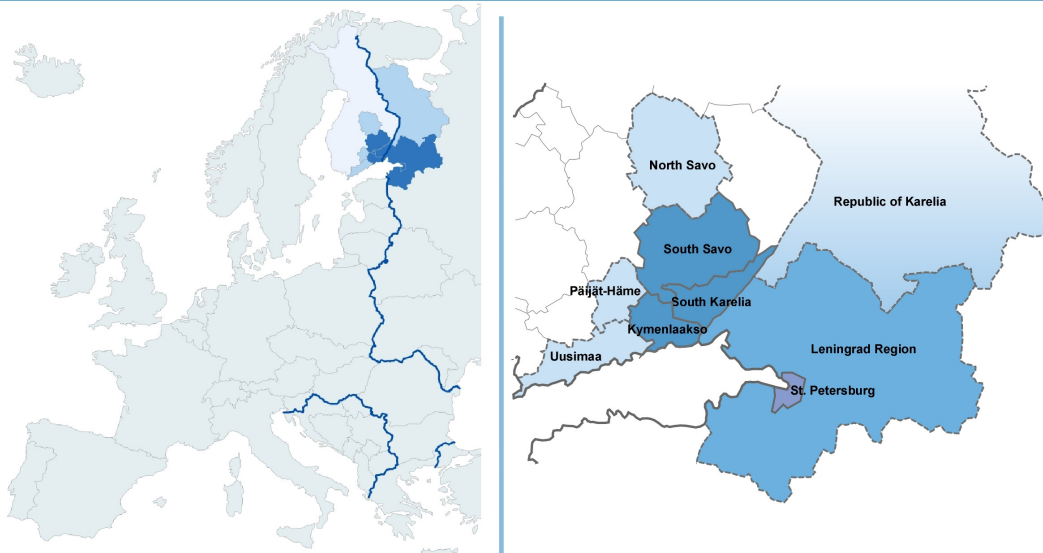 North Savo
Republic of Karelia
South Savo
Päijät-Häme
South Karelia
Kymenlaakso
Uusimaa
Leningrad Region
St. Petersburg